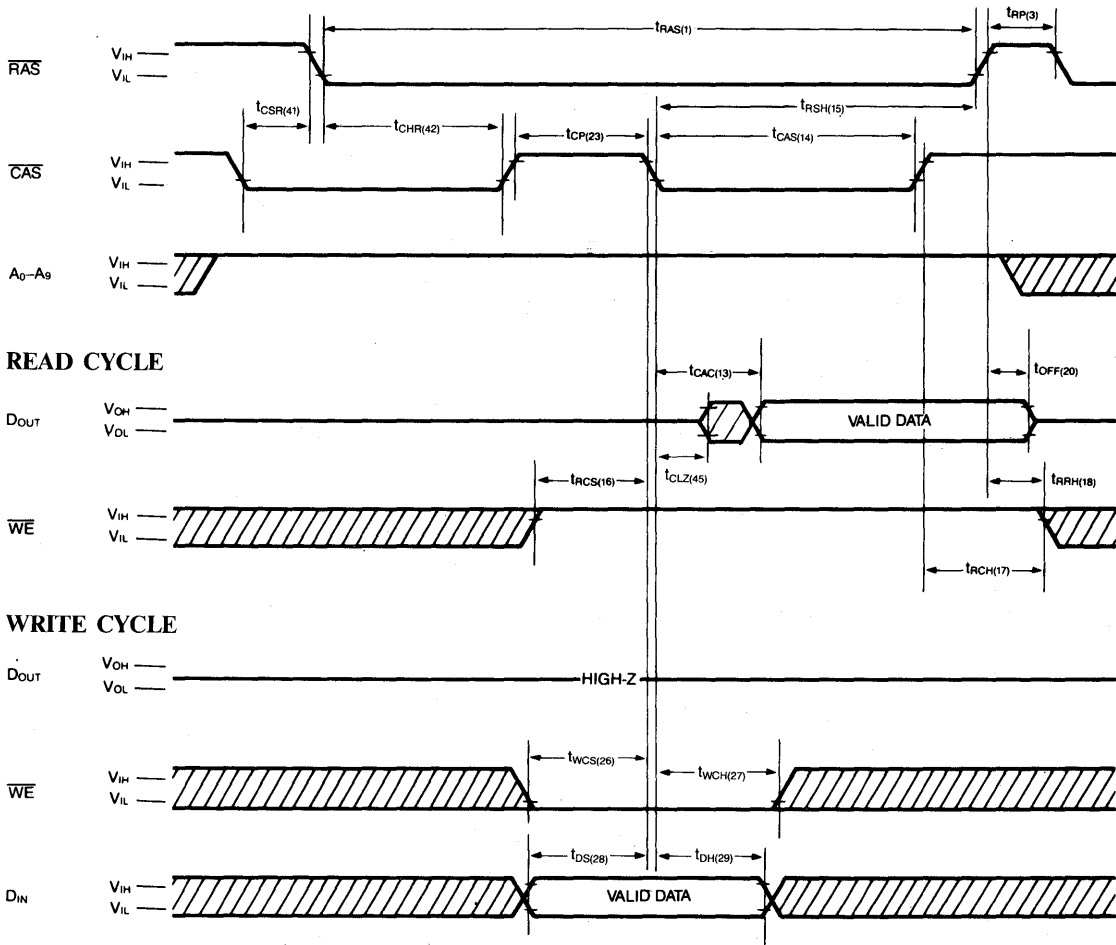 tRAS(1)
tRP(3)
RAS
VIH
VIL
tCSR(41)
tCHR(42)
tCP(23)
tRSH(15)
tCAS(14)
CAS
VIH
VIL
A0–A9
VIH
VIL
READ CYCLE
tCAC(13)
tOFF(20)
DOUT
VOH
VOL
VALID DATA
tRCS(16)
tCLZ(45)
tRRH(18)
WE
VIH
VIL
tRCH(17)
WRITE CYCLE
DOUT
VOH
VOL
HIGH-Z
tWCS(26)
tWCH(27)
WE
VIH
VIL
tDS(28)
tDH(29)
DIN
VIH
VIL
VALID DATA